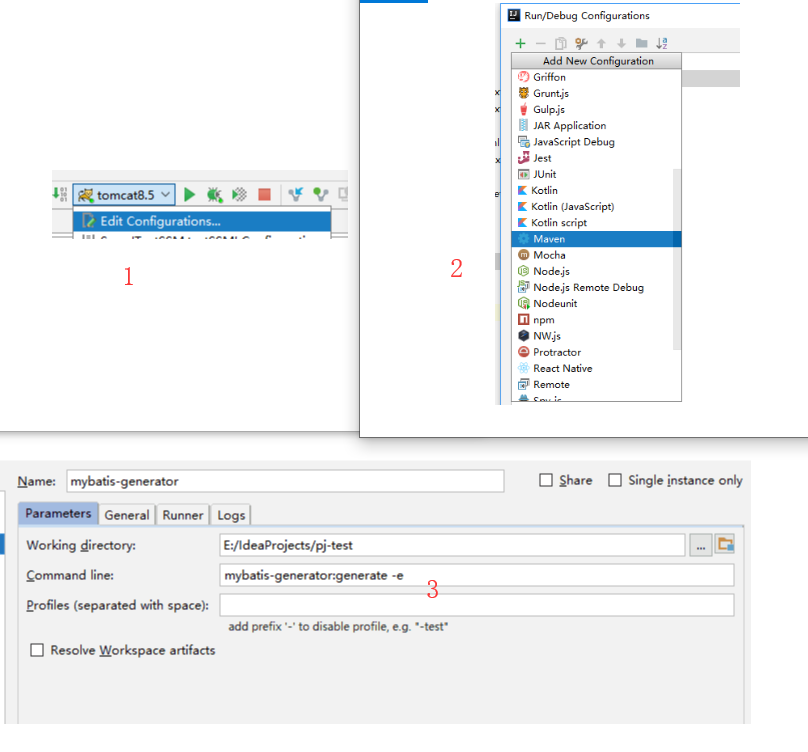 tomcat8.5
Edit Configurations...
1
Run/Debug Configurations
Add New Configuration
Griffon
Grunt.js
Gulp.js
JAR Application
JavaScript Debug
Jest
JUnit
Kotlin
Kotlin (JavaScript)
Kotlin script
Maven
Mocha
Node.js
Node.js Remote Debug
Nodeunit
npm
NW.js
Protractor
React Native
Remote
2
Name: mybatis-generator Share Single instance only
Parameters General Runner Logs
Working directory: E:/IdeaProjects/pj-test ...
Command line: mybatis-generator:generate -e
3
Profiles (separated with space):
add prefix '-' to disable profile, e.g. "-test"
Resolve Workspace artifacts